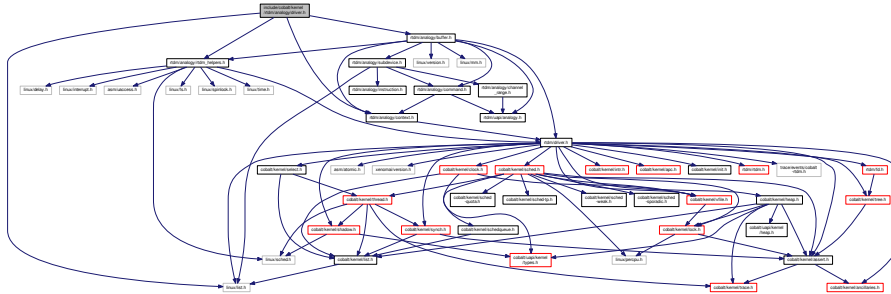 include/cobalt/kernel
/rtdm/analogy/driver.h
rtdm/analogy/buffer.h
rtdm/analogy/rtdm_helpers.h
rtdm/analogy/subdevice.h
linux/version.h
linux/mm.h
linux/delay.h
linux/interrupt.h
asm/uaccess.h
linux/fs.h
linux/spinlock.h
linux/time.h
rtdm/analogy/instruction.h
rtdm/analogy/command.h
rtdm/analogy/channel
_range.h
rtdm/analogy/context.h
rtdm/uapi/analogy.h
rtdm/driver.h
cobalt/kernel/select.h
asm/atomic.h
xenomai/version.h
cobalt/kernel/clock.h
cobalt/kernel/sched.h
cobalt/kernel/intr.h
cobalt/kernel/apc.h
cobalt/kernel/init.h
rtdm/rtdm.h
trace/events/cobalt
-rtdm.h
rtdm/fd.h
cobalt/kernel/thread.h
cobalt/kernel/sched
-quota.h
cobalt/kernel/sched-tp.h
cobalt/kernel/sched
-weak.h
cobalt/kernel/sched
-sporadic.h
cobalt/kernel/vfile.h
cobalt/kernel/heap.h
cobalt/kernel/tree.h
cobalt/kernel/shadow.h
cobalt/kernel/synch.h
cobalt/kernel/schedqueue.h
cobalt/kernel/lock.h
cobalt/uapi/kernel
/heap.h
linux/sched.h
cobalt/kernel/list.h
cobalt/uapi/kernel
/types.h
linux/percpu.h
cobalt/kernel/assert.h
linux/list.h
cobalt/kernel/trace.h
cobalt/kernel/ancillaries.h